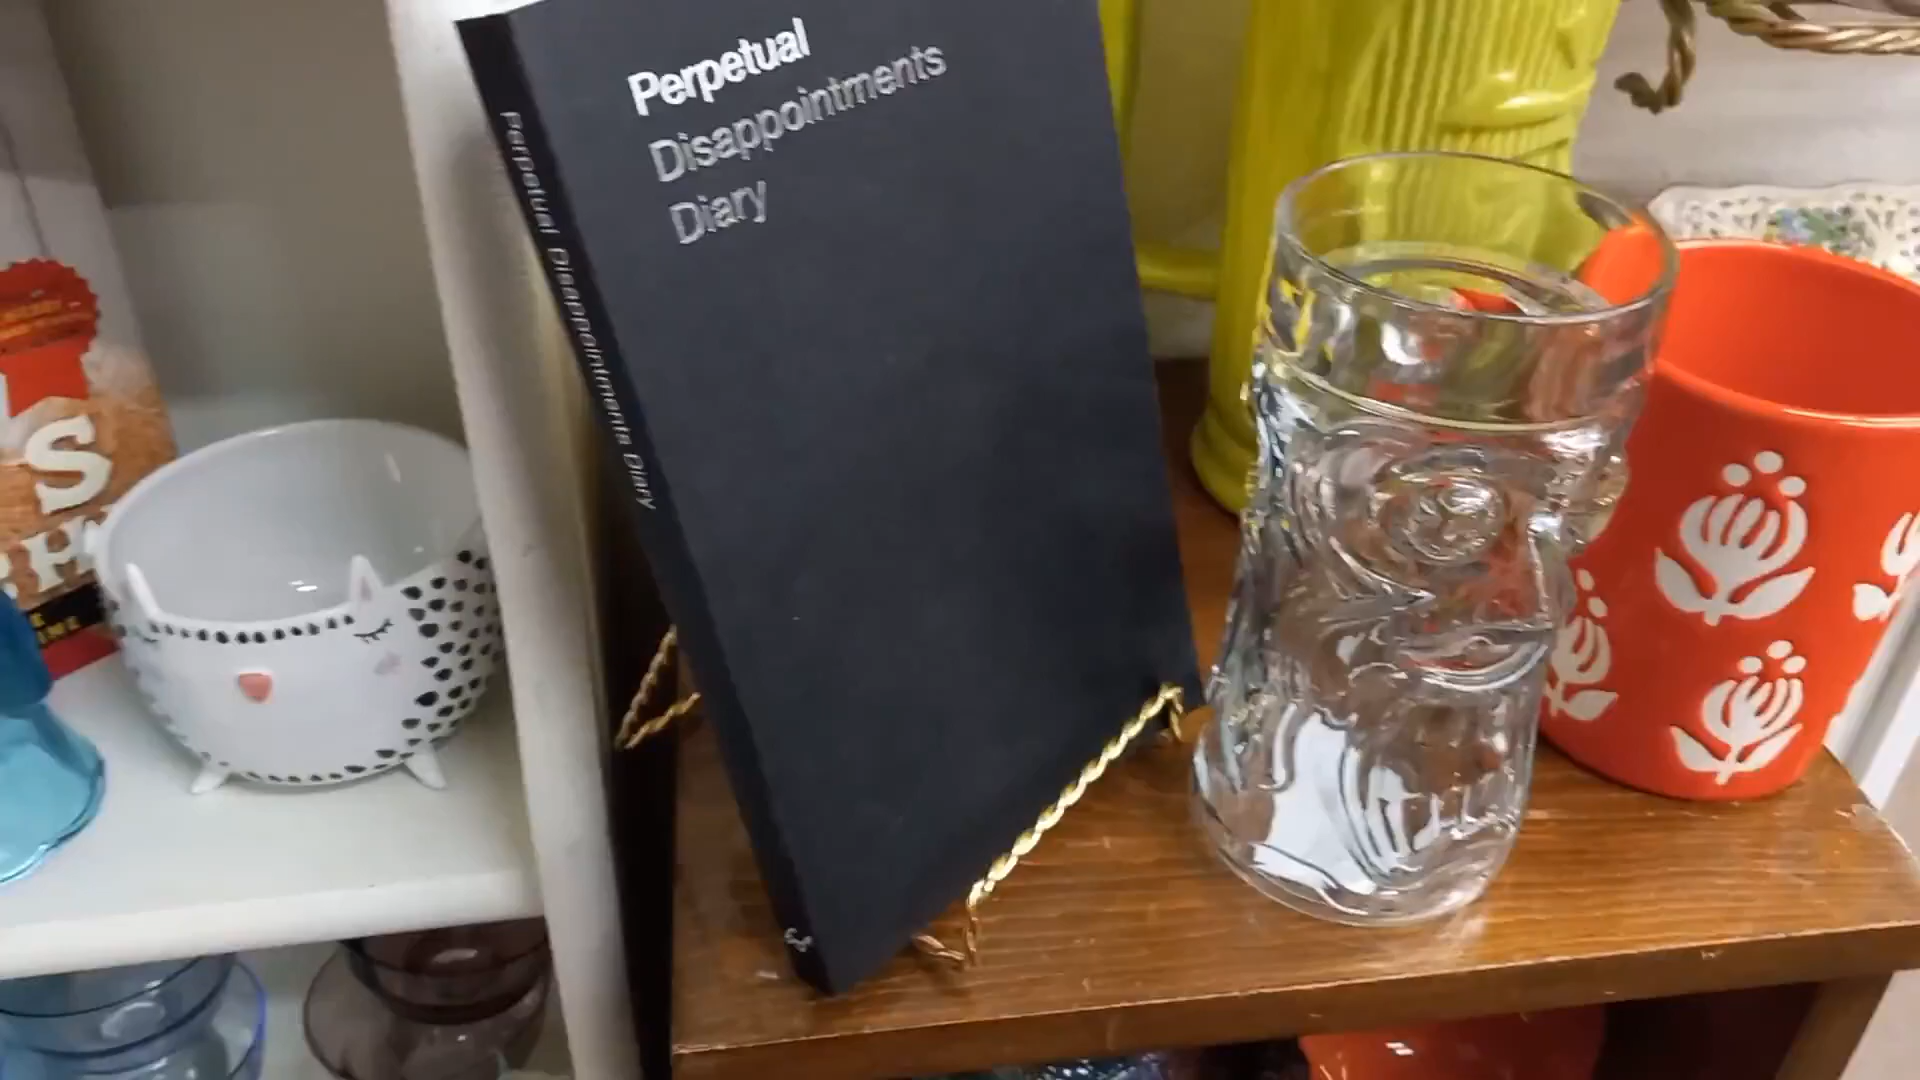 Perpetual
Disappointments
Diary
Perpetual Disappointments Diary